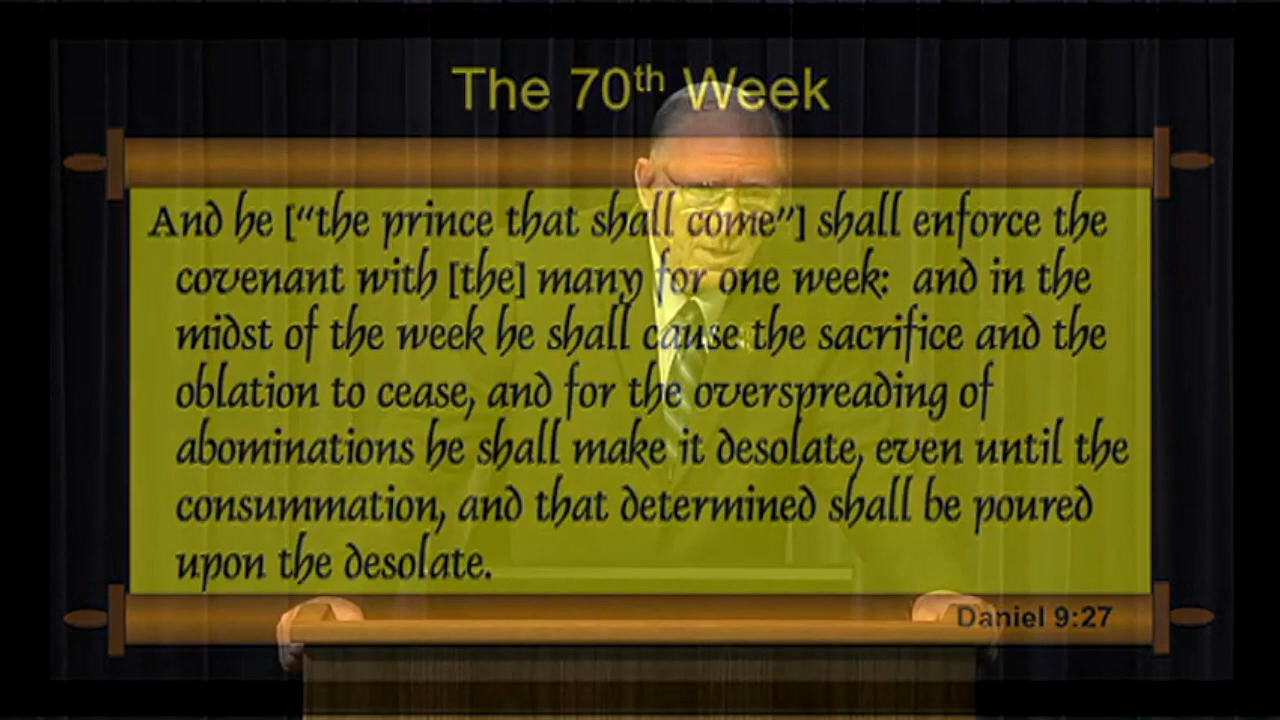 The 70th Week
And he ["the prince that shall come"] shall enforce the
covenant with [the] many for one week: and in the
midst of the week he shall cause the sacrifice and the
oblation to cease, and for the overspreading of
abominations he shall make it desolate, even until the
consummation, and that determined shall be poured
upon the desolate.
Daniel 9:27